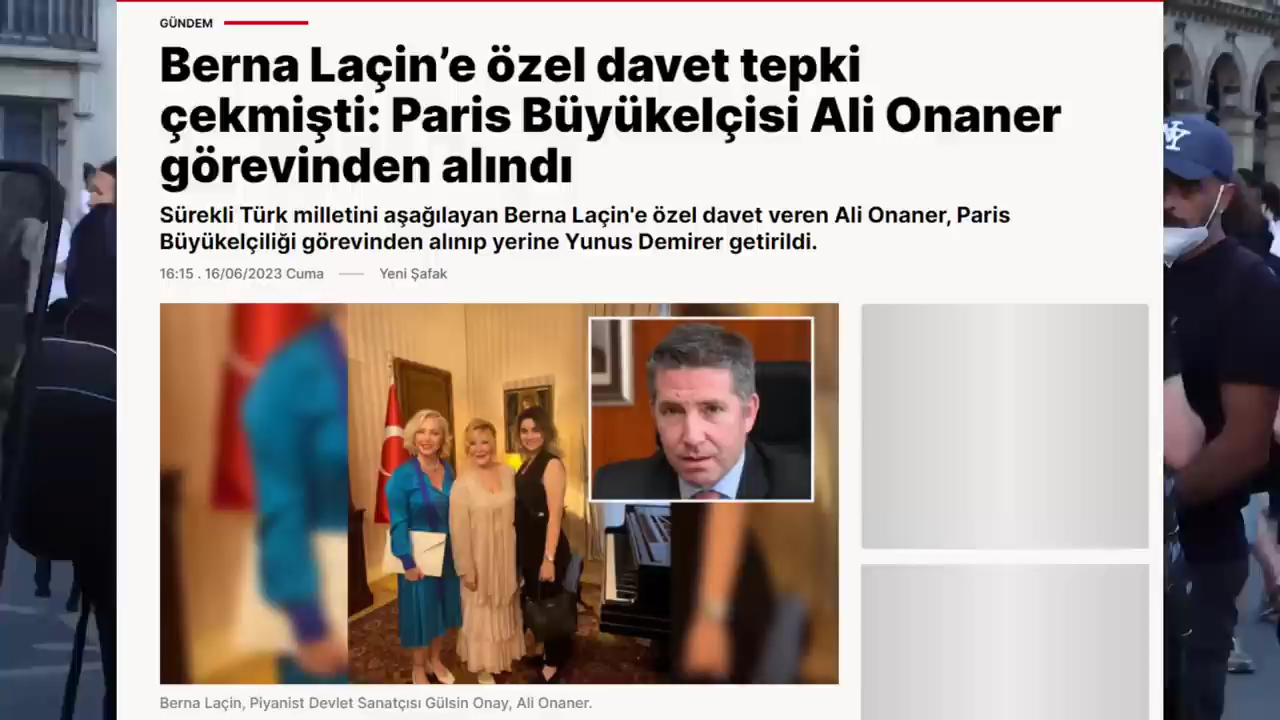 GÜNDEM
Berna Laçin’e özel davet tepki
çekmişti: Paris Büyükelçisi Ali Onaner
görevinden alındı
Sürekli Türk milletini aşağılayan Berna Laçin'e özel davet veren Ali Onaner, Paris
Büyükelçiliği görevinden alınıp yerine Yunus Demirer getirildi.
16:15 . 16/06/2023 Cuma — Yeni Şafak
NY
Berna Laçin, Piyanist Devlet Sanatçısı Gülsin Onay, Ali Onaner.